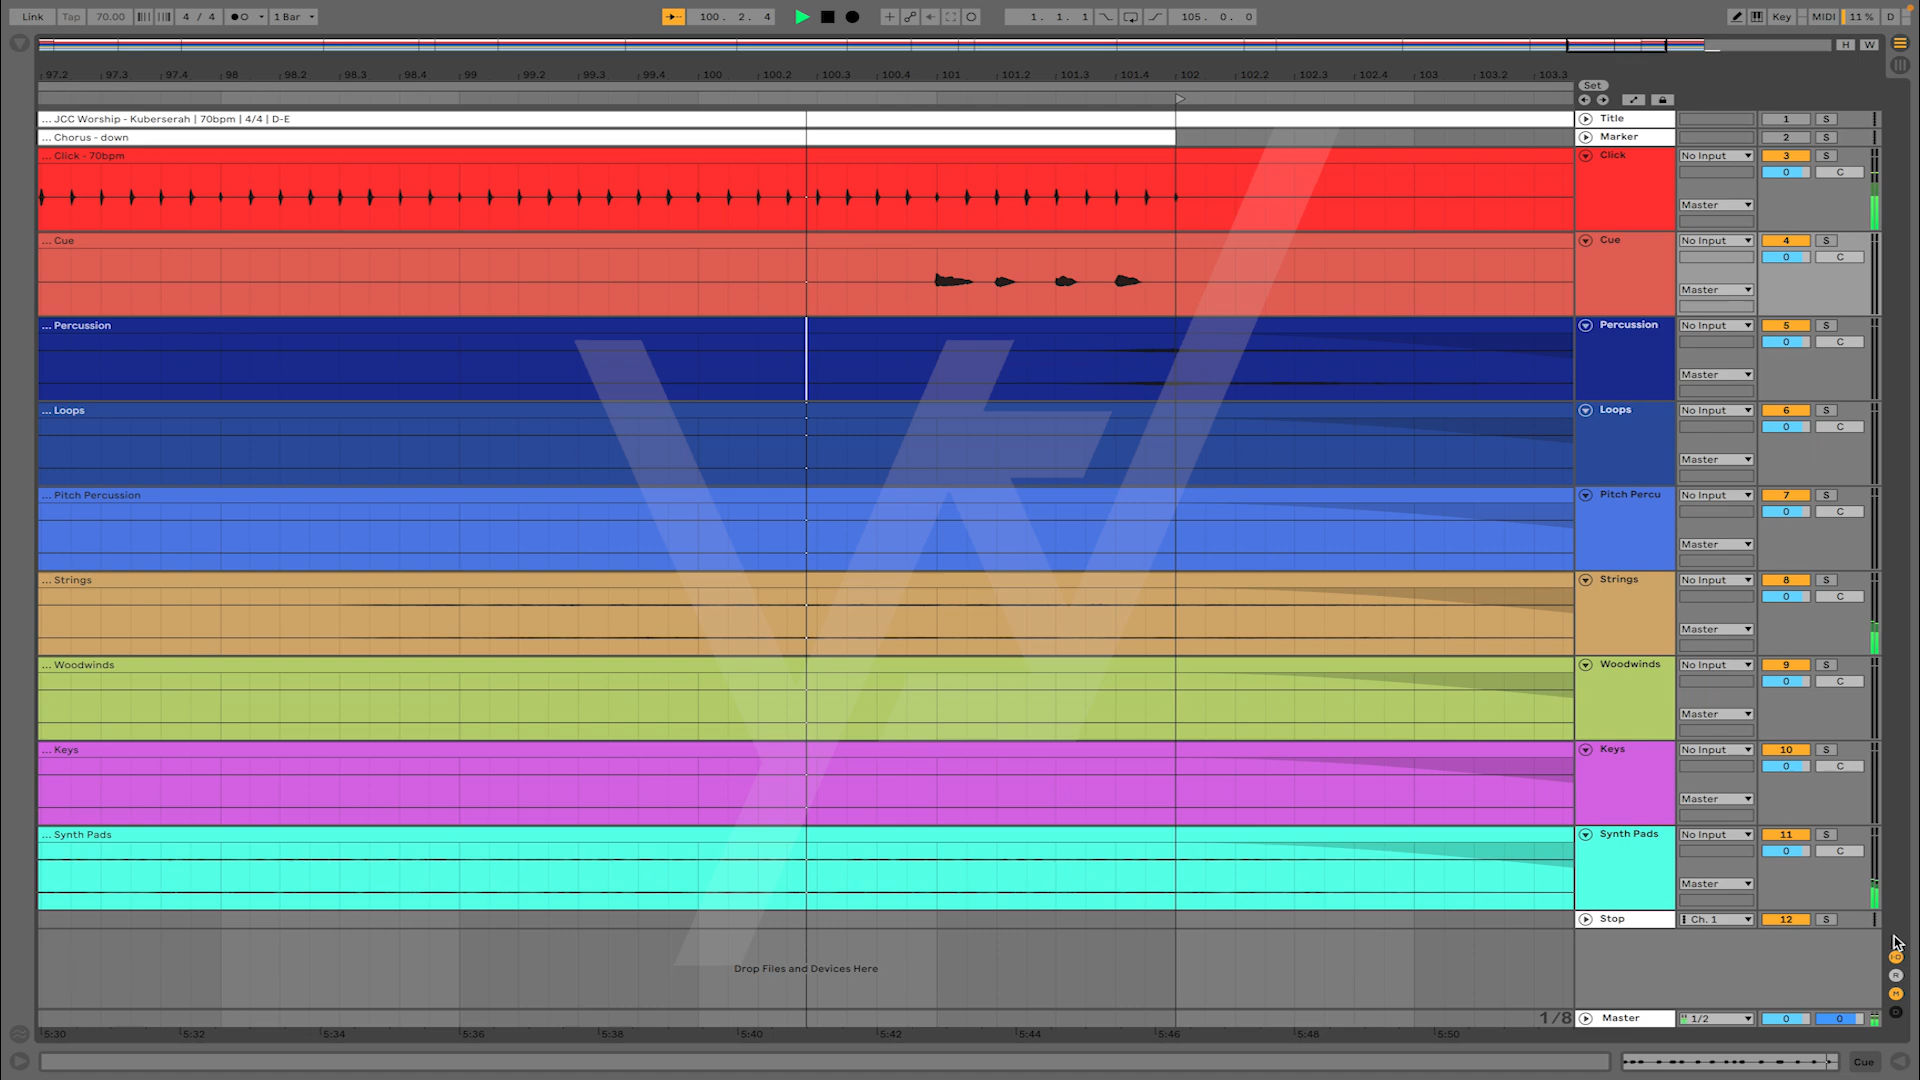 Link Tap 70.00 4 / 4 1 Bar 100. 2. 4 1. 1. 1 105. 0. 0 Key MIDI 11 % D
H W
97.2 97.3 97.4 98 98.2 98.3 98.4 99 99.2 99.3 99.4 100 100.2 100.3 100.4 101 101.2 101.3 101.4 102 102.2 102.3 102.4 103 103.2 103.3
Set
... JCC Worship - Kuberserah | 70bpm | 4/4 | D-E Title 1 S
... Chorus - down Marker 2 S
... Click - 70bpm Click No Input 3 S
0 C
Master
... Cue Cue No Input 4 S
0 C
Master
... Percussion Percussion No Input 5 S
0 C
Master
... Loops Loops No Input 6 S
0 C
Master
... Pitch Percussion Pitch Percu No Input 7 S
0 C
Master
... Strings Strings No Input 8 S
0 C
Master
... Woodwinds Woodwinds No Input 9 S
0 C
Master
... Keys Keys No Input 10 S
0 C
Master
... Synth Pads Synth Pads No Input 11 S
0 C
Master
Stop Ch. 1 12 S
I-O
Drop Files and Devices Here
R
M
D
1/8 Master 1/2 0 0
5:30 5:32 5:34 5:36 5:38 5:40 5:42 5:44 5:46 5:48 5:50
Cue